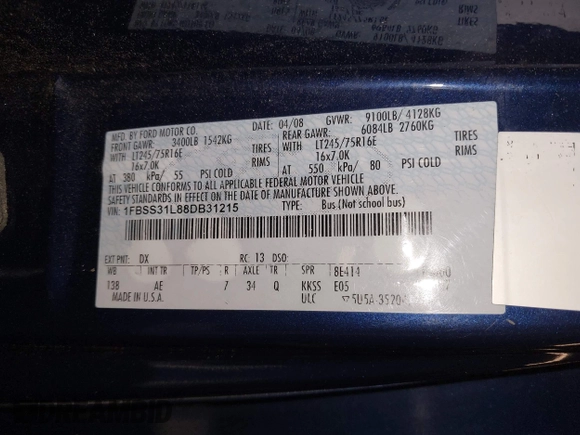 MFD. BY FORD MOTOR CO. DATE: 04/08 GVWR: 9100LB/ 4128KG
FRONT GAWR: 3400LB 1542KG REAR GAWR: 6084LB 2760KG
WITH LT245/75R16E TIRES WITH LT245/75R16E TIRES
16x7.0K RIMS 16x7.0K RIMS
AT 380 kPa/ 55 PSI COLD AT 550 kPa/ 80 PSI COLD
THIS VEHICLE CONFORMS TO ALL APPLICABLE FEDERAL MOTOR VEHICLE
SAFETY STANDARDS IN EFFECT ON THE DATE OF MANUFACTURE SHOWN ABOVE.
VIN: 1FBSS31L88DB31215 TYPE: Bus (Not school bus)
EXT PNT: DX RC: 13 DSO:
WB INT TR TP/PS R AXLE TR SPR 8E414
138 AE 7 34 Q KKSS E05
MADE IN U.S.A. ULC